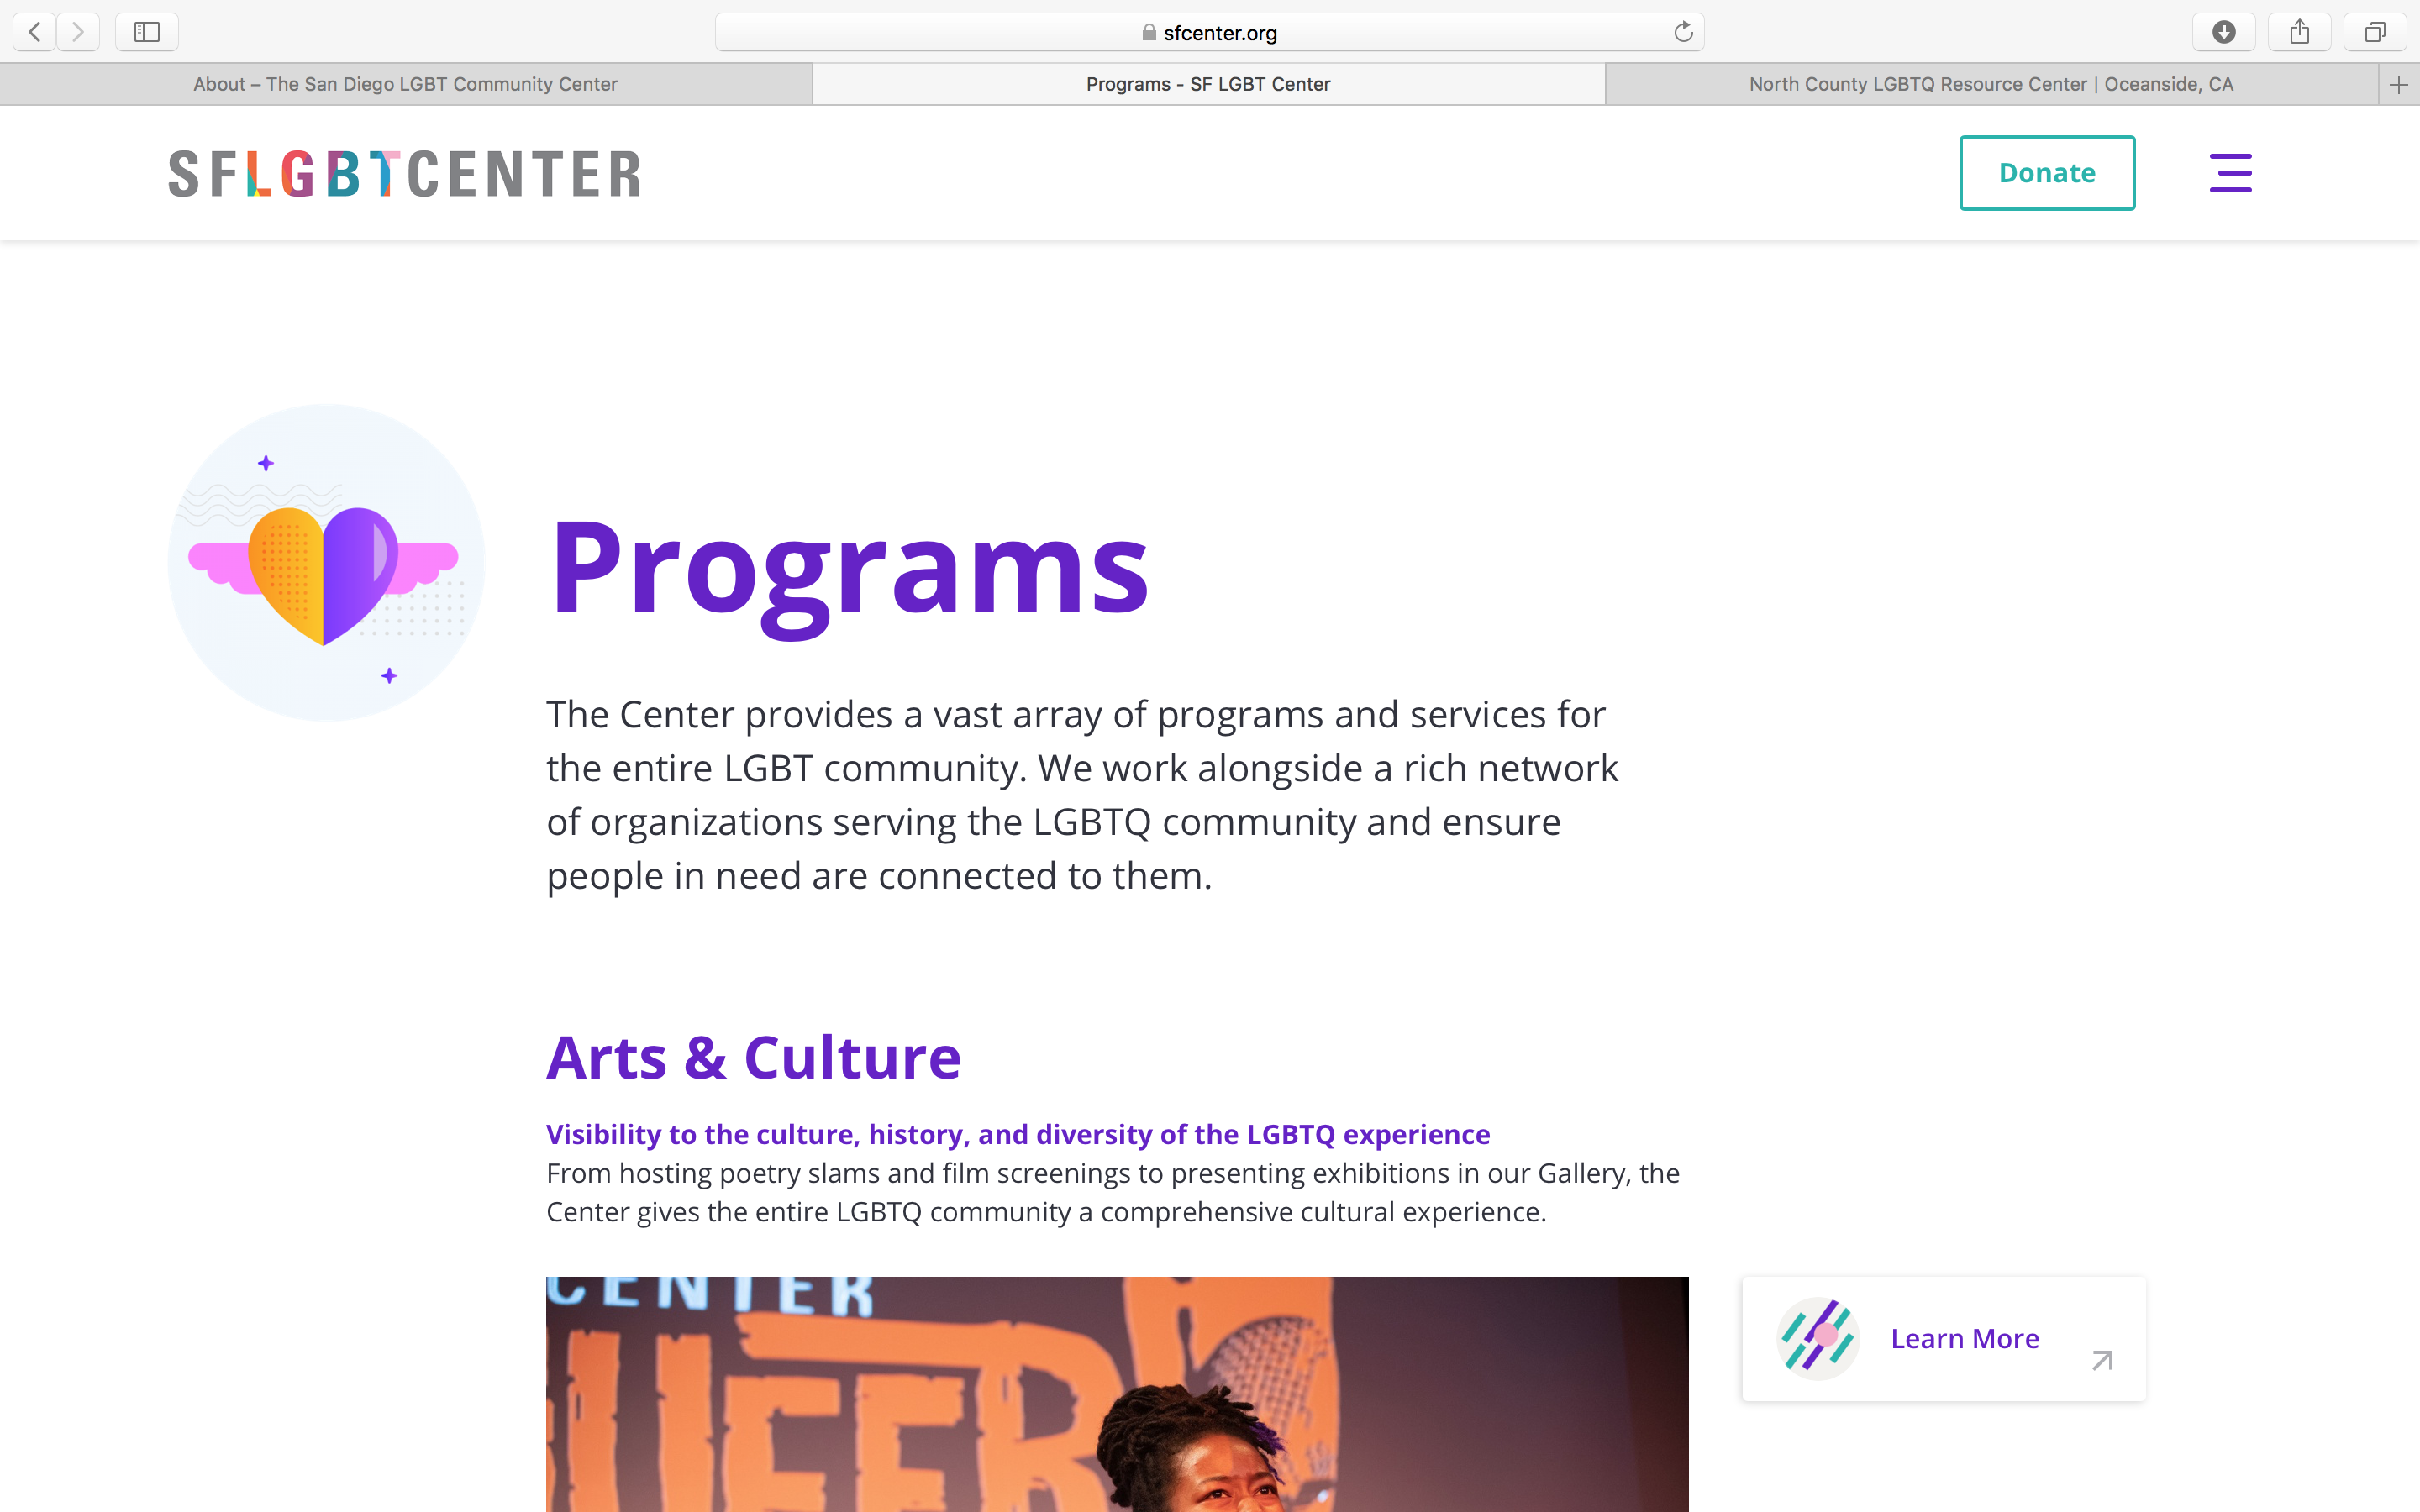 sfcenter.org
About – The San Diego LGBT Community Center
Programs - SF LGBT Center
North County LGBTQ Resource Center | Oceanside, CA
SFLGBTCENTER
Donate
Programs
The Center provides a vast array of programs and services for
the entire LGBT community. We work alongside a rich network
of organizations serving the LGBTQ community and ensure
people in need are connected to them.
Arts & Culture
Visibility to the culture, history, and diversity of the LGBTQ experience
From hosting poetry slams and film screenings to presenting exhibitions in our Gallery, the
Center gives the entire LGBTQ community a comprehensive cultural experience.
CENTER
Learn More